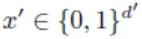 x′ ∈ {0, 1}^{d′}